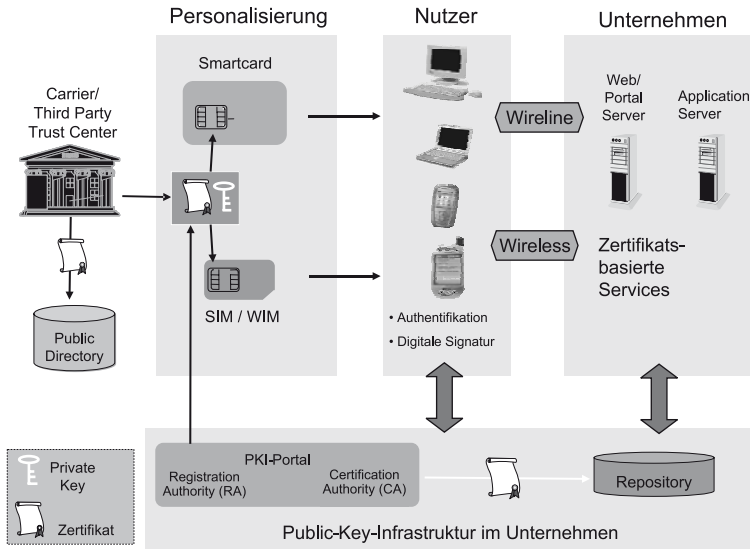 Personalisierung
Nutzer
Unternehmen
Carrier/
Third Party
Trust Center
Public
Directory
Smartcard
SIM / WIM
• Authentifikation
• Digitale Signatur
Wireline
Wireless
Web/
Portal
Server
Application
Server
Zertifikats-
basierte
Services
Private
Key
Zertifikat
PKI-Portal
Registration
Authority (RA)
Certification
Authority (CA)
Repository
Public-Key-Infrastruktur im Unternehmen